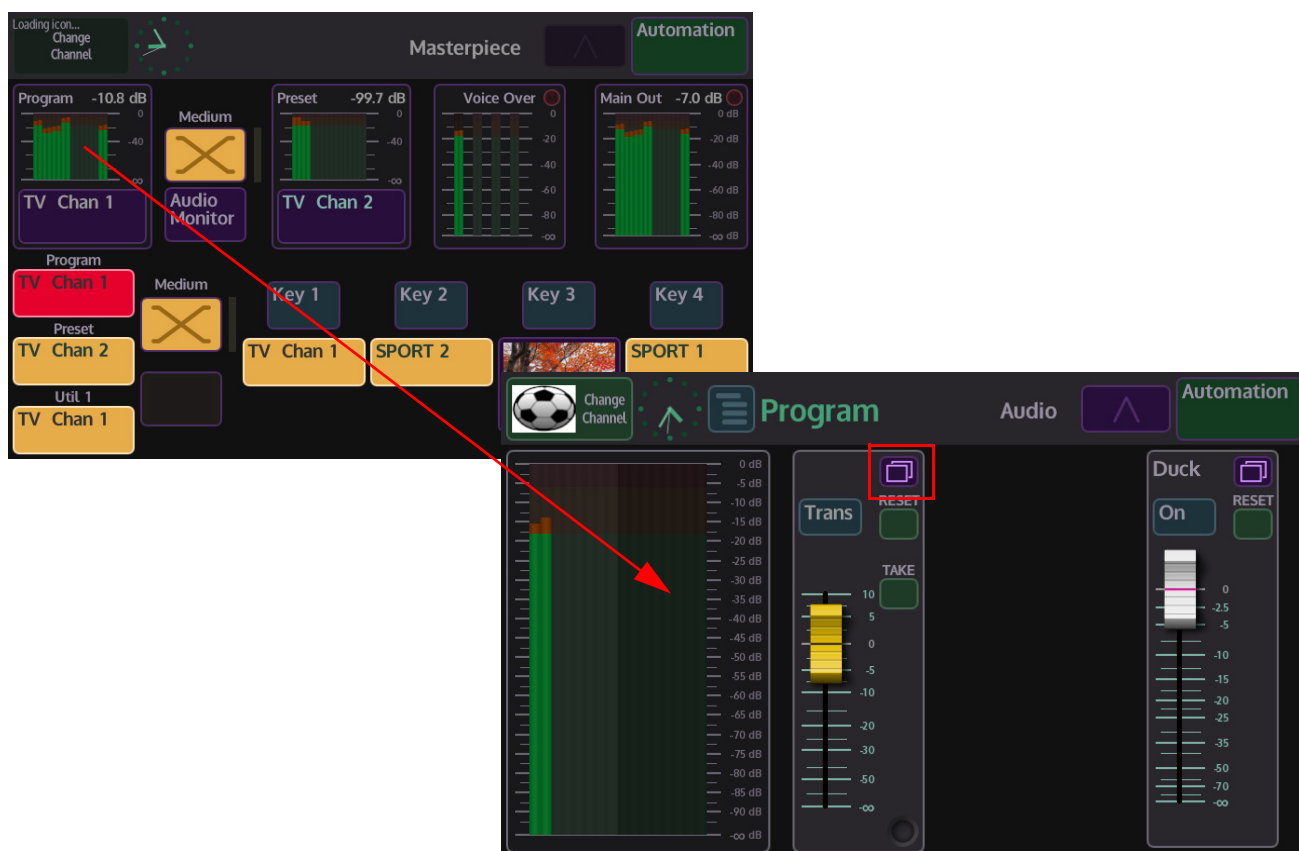 Loading icon...
Change
Channel
Masterpiece
Automation
Program -10.8 dB
0
-40
-∞
TV Chan 1
Medium
Audio
Monitor
Preset -99.7 dB
0
-40
-∞
TV Chan 2
Voice Over
0
-20
-40
-60
-80
-∞
Main Out -7.0 dB
0 dB
-20 dB
-40 dB
-60 dB
-80 dB
-∞ dB
Program
TV Chan 1
Medium
Key 1
Key 2
Key 3
Key 4
Preset
TV Chan 2
TV Chan 1
SPORT 2
SPORT 1
Util 1
TV Chan 1
Change
Channel
Program
Audio
Automation
0 dB
-5 dB
-10 dB
-15 dB
-20 dB
-25 dB
-30 dB
-35 dB
-40 dB
-45 dB
-50 dB
-55 dB
-60 dB
-65 dB
-70 dB
-75 dB
-80 dB
-85 dB
-90 dB
-∞ dB
RESET
Trans
TAKE
10
5
0
-5
-10
-20
-30
-50
-∞
Duck
RESET
On
0
-2.5
-5
-10
-15
-20
-25
-35
-50
-70
-∞